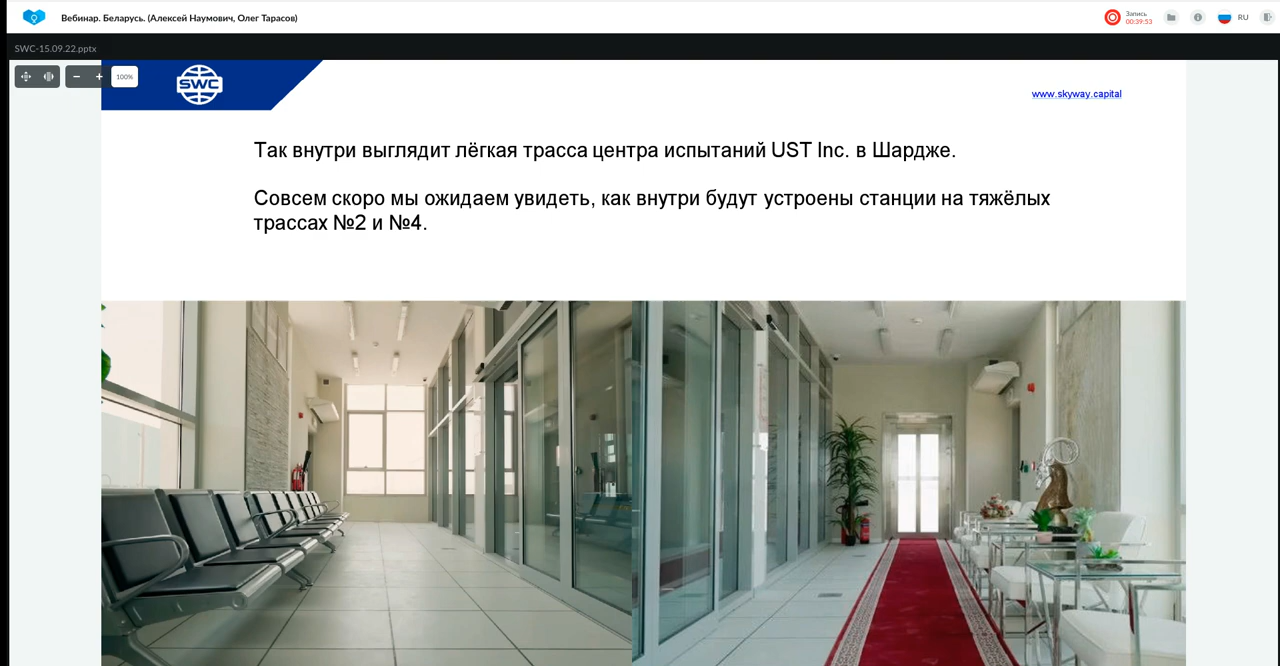 Вебинар. Беларусь. (Алексей Наумович, Олег Тарасов)
Запись
00:39:53
RU
SWC-15.09.22.pptx
100%
SWC
www.skyway.capital
Так внутри выглядит лёгкая трасса центра испытаний UST Inc. в Шардже.
Совсем скоро мы ожидаем увидеть, как внутри будут устроены станции на тяжёлых
трассах №2 и №4.